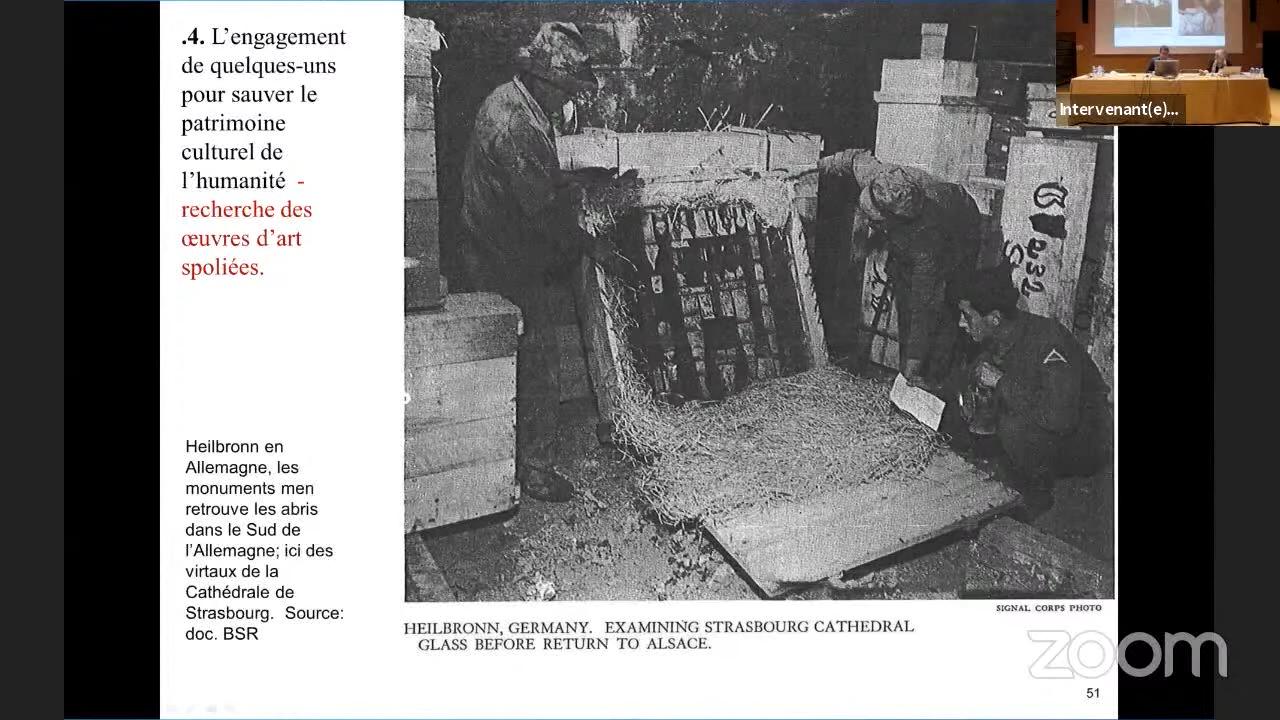 .4. L’engagement
de quelques-uns
pour sauver le
patrimoine
culturel de
l’humanité -
recherche des
œuvres d’art
spoliées.
Intervenant(e)...
Heilbronn en
Allemagne, les
monuments men
retrouve les abris
dans le Sud de
l’Allemagne; ici des
virtaux de la
Cathédrale de
Strasbourg. Source:
doc. BSR
SIGNAL CORPS PHOTO
HEILBRONN, GERMANY. EXAMINING STRASBOURG CATHEDRAL
GLASS BEFORE RETURN TO ALSACE.
zoom
51